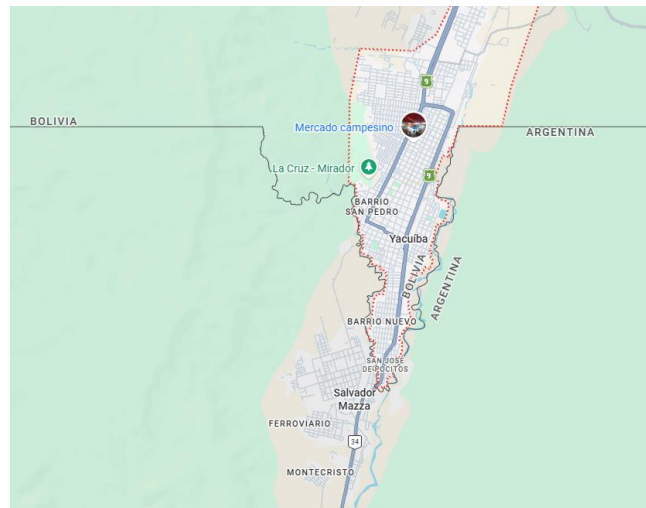 9
BOLIVIA
Mercado campesino
ARGENTINA
La Cruz - Mirador
9
BARRIO
SAN PEDRO
Yacuiba
BOLIVIA
ARGENTINA
BARRIO NUEVO
SAN JOSE
DE POCITOS
Salvador
Mazza
FERROVIARIO
34
MONTECRISTO